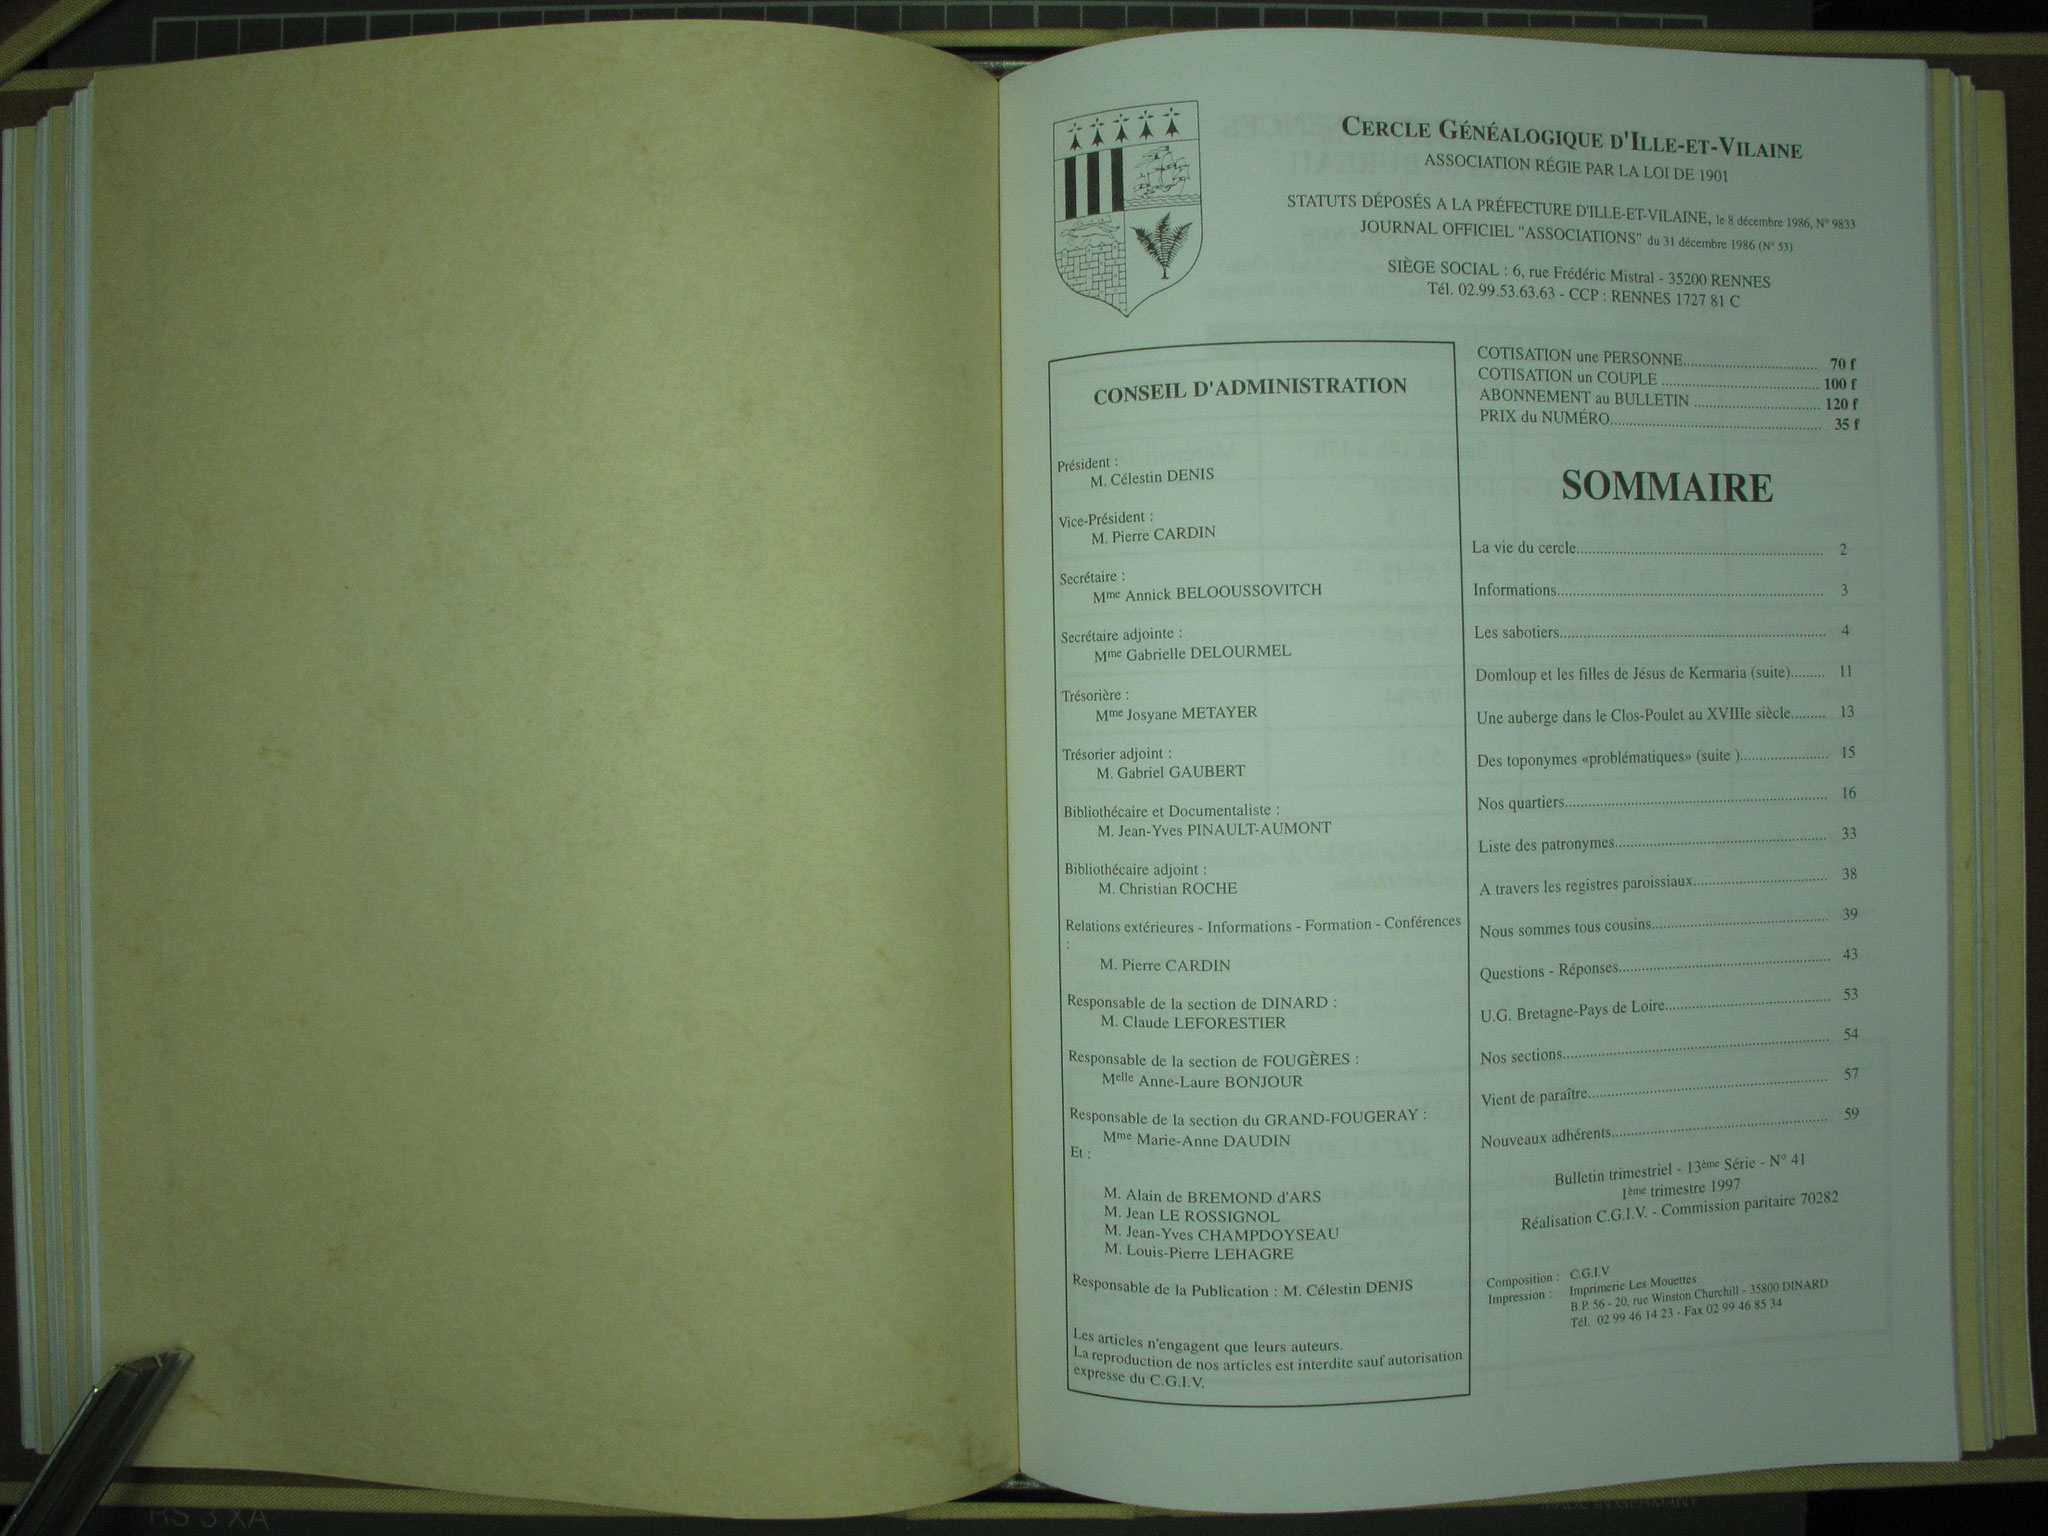 CERCLE GÉNÉALOGIQUE D'ILLE-ET-VILAINE
ASSOCIATION RÉGIE PAR LA LOI DE 1901
STATUTS DÉPOSÉS A LA PRÉFECTURE D'ILLE-ET-VILAINE, le 8 décembre 1986, N° 9833
JOURNAL OFFICIEL "ASSOCIATIONS" du 31 décembre 1986 (N° 53)
SIÈGE SOCIAL : 6, rue Frédéric Mistral - 35200 RENNES
Tél. 02.99.53.63.63 - CCP : RENNES 1727 81 C
CONSEIL D'ADMINISTRATION
Président :
M. Célestin DENIS
Vice-Président :
M. Pierre CARDIN
Secrétaire :
Mme Annick BELOOUSSOVITCH
Secrétaire adjointe :
Mme Gabrielle DELOURMEL
Trésorière :
Mme Josyane METAYER
Trésorier adjoint :
M. Gabriel GAUBERT
Bibliothécaire et Documentaliste :
M. Jean-Yves PINAULT-AUMONT
Bibliothécaire adjoint :
M. Christian ROCHE
Relations extérieures - Informations - Formation - Conférences
:
M. Pierre CARDIN
Responsable de la section de DINARD :
M. Claude LEFORESTIER
Responsable de la section de FOUGÈRES :
Melle Anne-Laure BONJOUR
Responsable de la section du GRAND-FOUGERAY :
Mme Marie-Anne DAUDIN
Et :
M. Alain de BREMOND d'ARS
M. Jean LE ROSSIGNOL
M. Jean-Yves CHAMPDOYSEAU
M. Louis-Pierre LEHAGRE
Responsable de la Publication : M. Célestin DENIS
Les articles n'engagent que leurs auteurs.
La reproduction de nos articles est interdite sauf autorisation
expresse du C.G.I.V.
COTISATION une PERSONNE.................................. 70 f
COTISATION un COUPLE ....................................... 100 f
ABONNEMENT au BULLETIN ................................ 120 f
PRIX du NUMÉRO..................................................... 35 f
SOMMAIRE
La vie du cercle.............................................................. 2
Informations................................................................... 3
Les sabotiers................................................................... 4
Domloup et les filles de Jésus de Kermaria (suite)......... 11
Une auberge dans le Clos-Poulet au XVIIIe siècle......... 13
Des toponymes «problématiques» (suite )...................... 15
Nos quartiers.................................................................. 16
Liste des patronymes..................................................... 33
A travers les registres paroissiaux.................................. 38
Nous sommes tous cousins............................................ 39
Questions - Réponses..................................................... 43
U.G. Bretagne-Pays de Loire......................................... 53
Nos sections................................................................... 54
Vient de paraître............................................................ 57
Nouveaux adhérents...................................................... 59
Bulletin trimestriel - 13ème Série - N° 41
1ème trimestre 1997
Réalisation C.G.I.V. - Commission paritaire 70282
Composition : C.G.I.V
Impression : Imprimerie Les Mouettes
B.P. 56 - 20, rue Winston Churchill - 35800 DINARD
Tél. 02 99 46 14 23 - Fax 02 99 46 85 34
RS 3 XA
MADE IN GERMANY